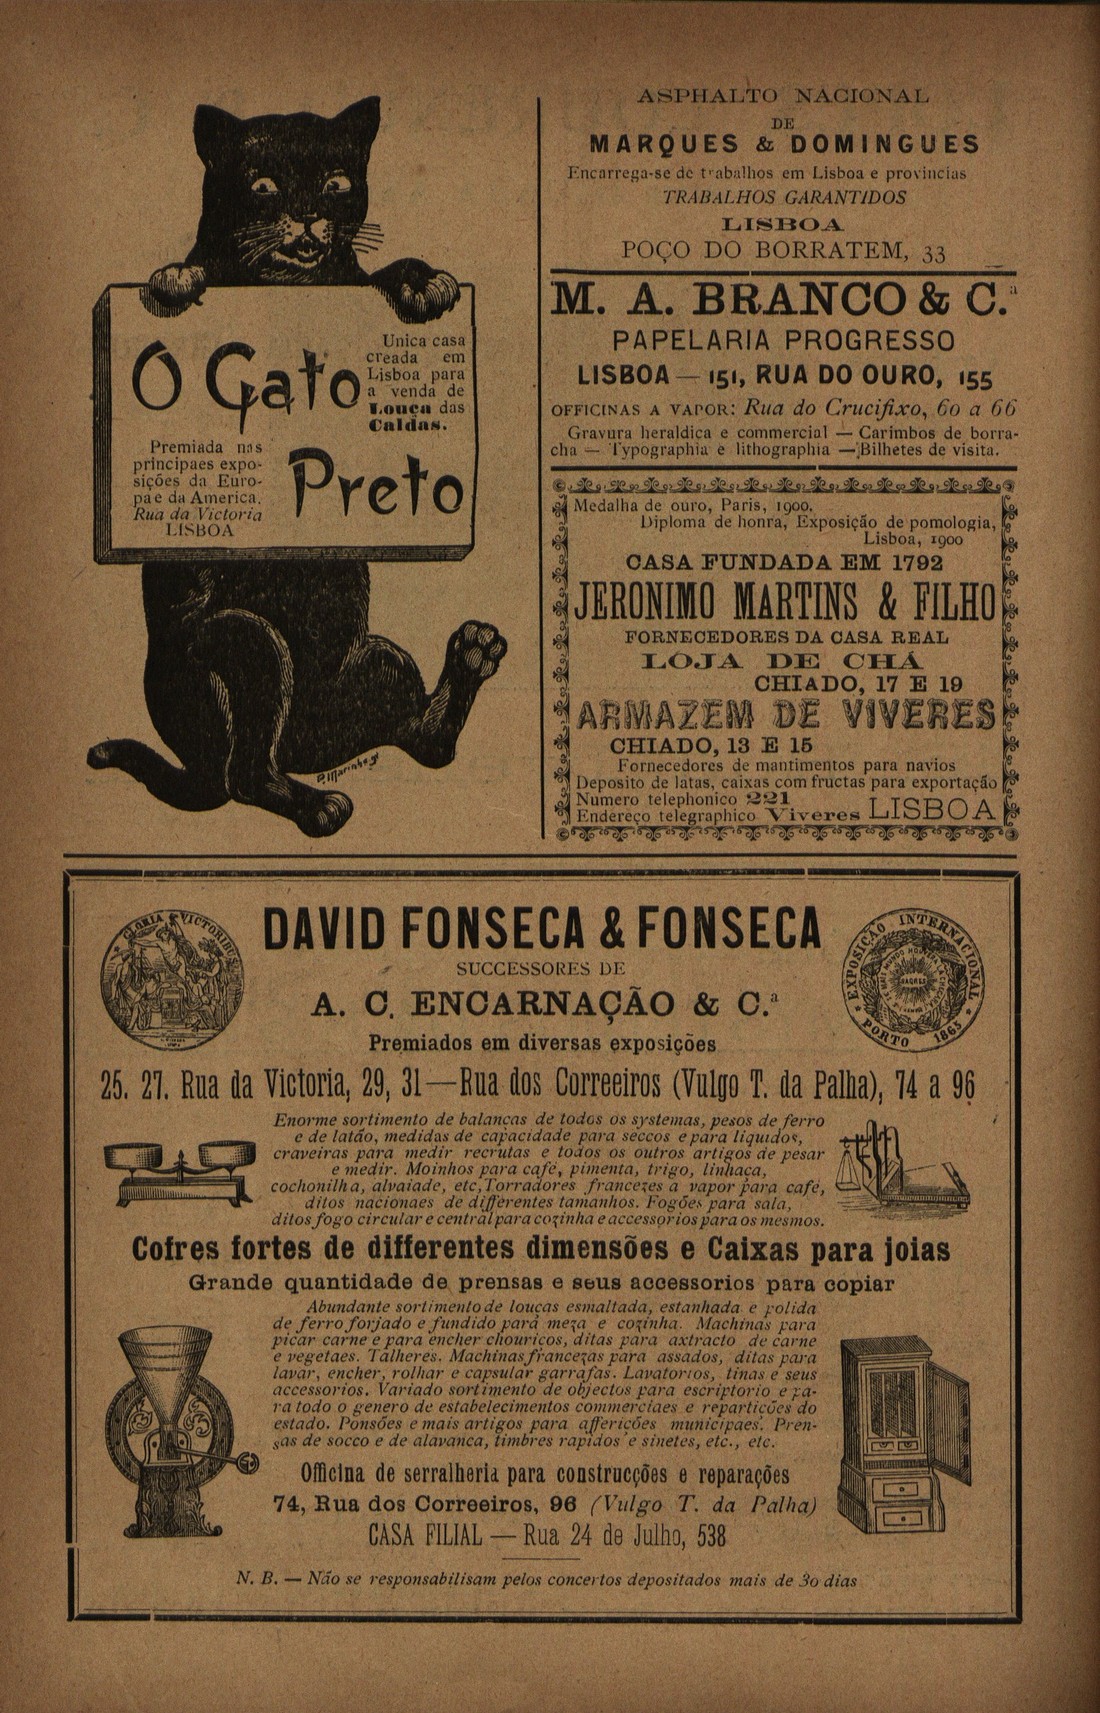 O Gato
Unica casa
creada em
Lisboa para
a venda de
Louça das
Caldas.
Premiada nas
principaes expo-
sições da Euro-
pa e da America.
Rua da Victoria
LISBOA
Preto
P. Marinho gr
ASPHALTO NACIONAL
DE
MARQUES & DOMINGUES
Encarrega-se de trabalhos em Lisboa e provincias
TRABALHOS GARANTIDOS
LISBOA
POÇO DO BORRATEM, 33
M. A. BRANCO & C.ª
PAPELARIA PROGRESSO
LISBOA — 151, RUA DO OURO, 155
OFFICINAS A VAPOR: Rua do Crucifixo, 60 a 66
Gravura heraldica e commercial — Carimbos de borra-
cha — Typographia e lithographia — Bilhetes de visita.
Medalha de ouro, Paris, 1900.
Diploma de honra, Exposição de pomologia,
Lisboa, 1900
CASA FUNDADA EM 1792
JERONIMO MARTINS & FILHO
FORNECEDORES DA CASA REAL
LOJA DE CHÁ
CHIADO, 17 E 19
ARMAZEM DE VIVERES
CHIADO, 13 E 15
Fornecedores de mantimentos para navios
Deposito de latas, caixas com fructas para exportação
Numero telephonico 221
Endereço telegraphico Viveres LISBOA
GLORIA VICTORIBUS
DAVID FONSECA & FONSECA
EXPOSIÇÃO INTERNACIONAL
PORTO 1865
SUCCESSORES DE
A. C. ENCARNAÇÃO & C.ª
Premiados em diversas exposições
25. 27. Rua da Victoria, 29, 31—Rua dos Correeiros (Vulgo T. da Palha), 74 a 96
Enorme sortimento de balanças de todos os systemas, pesos de ferro
e de latão, medidas de capacidade para seccos e para liquidos,
craveiras para medir recrutas e todos os outros artigos de pesar
e medir. Moinhos para café, pimenta, trigo, linhaça,
cochonilha, alvaiade, etc, Torradores francezes a vapor para café,
ditos nacionaes de differentes tamanhos. Fogões para sala,
ditos fogo circular e central para cozinha e accessorios para os mesmos.
Cofres fortes de differentes dimensões e Caixas para joias
Grande quantidade de prensas e seus accessorios para copiar
Abundante sortimento de louças esmaltada, estanhada e polida
de ferro forjado e fundido para meza e cozinha. Machinas para
picar carne e para encher chouriços, ditas para axtracto de carne
e vegetaes. Talheres. Machinas francezas para assados, ditas para
lavar, encher, rolhar e capsular garrafas. Lavatorios, tinas e seus
accessorios. Variado sortimento de objectos para escriptorio e pa-
ra todo o genero de estabelecimentos commerciaes e repartições do
estado. Ponsões e mais artigos para afferições municipaes. Pren-
sas de socco e de alavanca, timbres rapidos e sinetes, etc., etc.
Officina de serralheria para construcções e reparações
74, Rua dos Correeiros, 96 (Vulgo T. da Palha)
CASA FILIAL — Rua 24 de Julho, 538
N. B. — Não se responsabilisam pelos concertos depositados mais de 30 dias